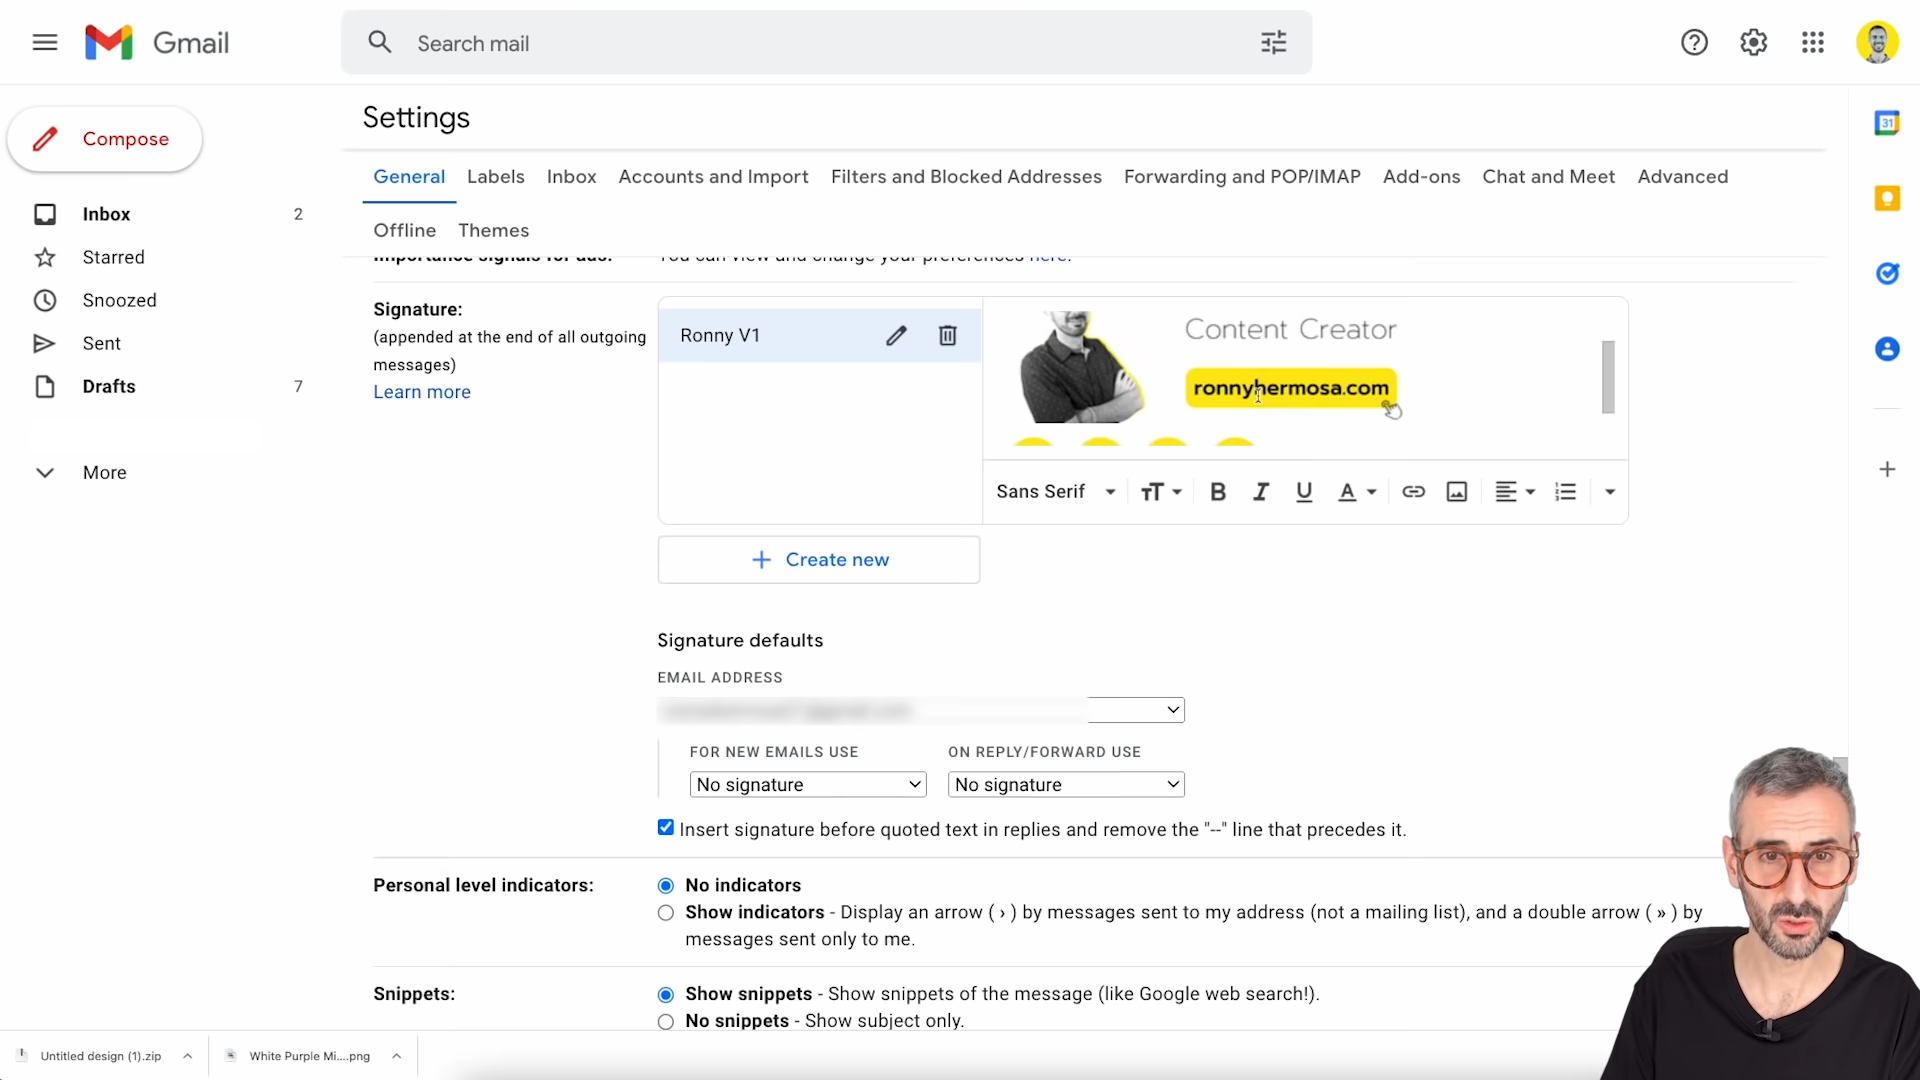 Gmail
Search mail
Compose
Inbox 2
Starred
Snoozed
Sent
Drafts 7
More
Settings
General Labels Inbox Accounts and Import Filters and Blocked Addresses Forwarding and POP/IMAP Add-ons Chat and Meet Advanced
Offline Themes
Importance signals for ads: You can view and change your preferences here.
Signature:
(appended at the end of all outgoing
messages)
Learn more
Ronny V1
Content Creator
ronnyhermosa.com
Sans Serif
Create new
Signature defaults
EMAIL ADDRESS
FOR NEW EMAILS USE ON REPLY/FORWARD USE
No signature No signature
Insert signature before quoted text in replies and remove the "--" line that precedes it.
Personal level indicators: No indicators
Show indicators - Display an arrow ( › ) by messages sent to my address (not a mailing list), and a double arrow ( » ) by
messages sent only to me.
Snippets: Show snippets - Show snippets of the message (like Google web search!).
No snippets - Show subject only.
Untitled design (1).zip White Purple Mi....png
31